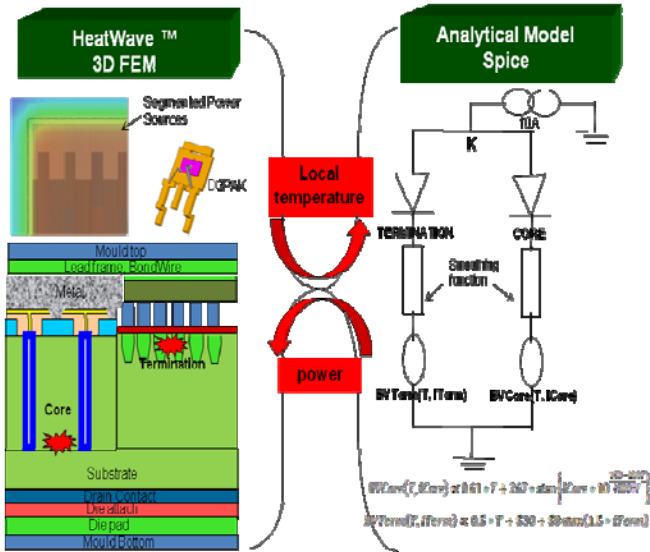 HeatWave ™
3D FEM
Analytical Model
Spice
Segmented Power
Sources
D2PAK
10A
K
Local
temperature
TERMINATION
CORE
Mould top
Leadframe, BondWire
Metal
Smoothing
function
Termination
power
Core
BVTerm(T, ITerm)
BVCore(T, ICore)
Substrate
Drain Contact
Die attach
Die pad
Mould Bottom